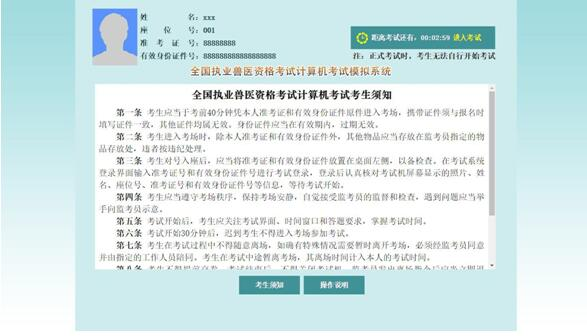 姓 名： xxx
座 位 号： 001
准 考 证 号： 88888888
有效身份证件号： 888888888888888888
距离考试还有： 00:02:59 进入考试
注：正式考试时，考生无法自行开始考试
全国执业兽医资格考试计算机考试模拟系统
全国执业兽医资格考试计算机考试考生须知
第一条 考生应当于考前40分钟凭本人准考证和有效身份证件原件进入考场，携带证件须与报名时
填写证件一致，其他证件均属无效。身份证件应当在有效期内，过期无效。
第二条 考生进入考场时，除本人准考证和有效身份证件外，其他物品应当存放在监考员指定的物
品存放处，违者按违纪处理。
第三条 考生对号入座后，应当将准考证和有效身份证件放置在桌面左侧，以备检查。在考试系统
登录界面输入准考证号和有效身份证件号进行考试登录，登录后认真核对考试机屏幕显示的照片、姓
名、座位号、准考证号和有效身份证件号等信息，等待考试开始。
第四条 考生应当遵守考场秩序，保持考场安静，自觉接受监考员的监督和检查，遇到问题应当举
手向监考员示意。
第五条 考试开始后，考生应关注考试界面、时间窗口和答题要求，掌握考试时间。
第六条 考试开始30分钟后，迟到考生不得进入考场参加考试。
第七条 考生在考试过程中不得随意离场，如确有特殊情况需要暂时离开考场，必须经监考员同意
并由指定的工作人员陪同。考生在考试中途暂离考场，其离场时间计入本人的考试时间。
考生须知
操作说明